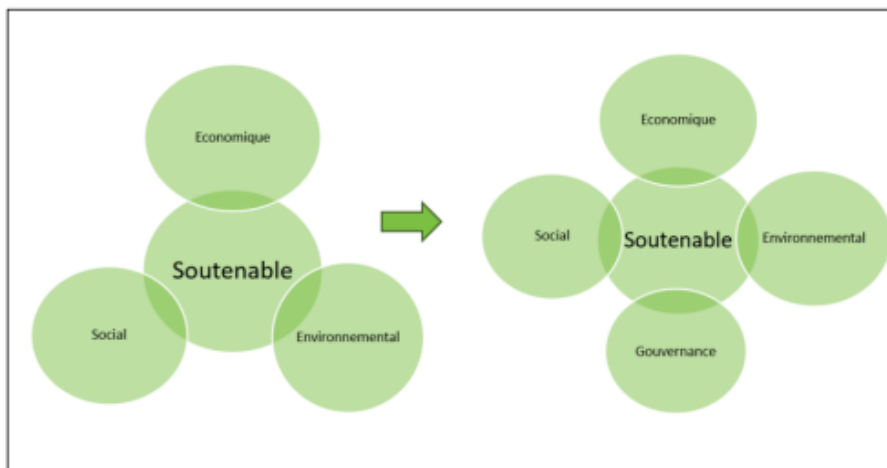 Economique
Soutenable
Social
Environnemental
Economique
Social
Soutenable
Environnemental
Gouvernance